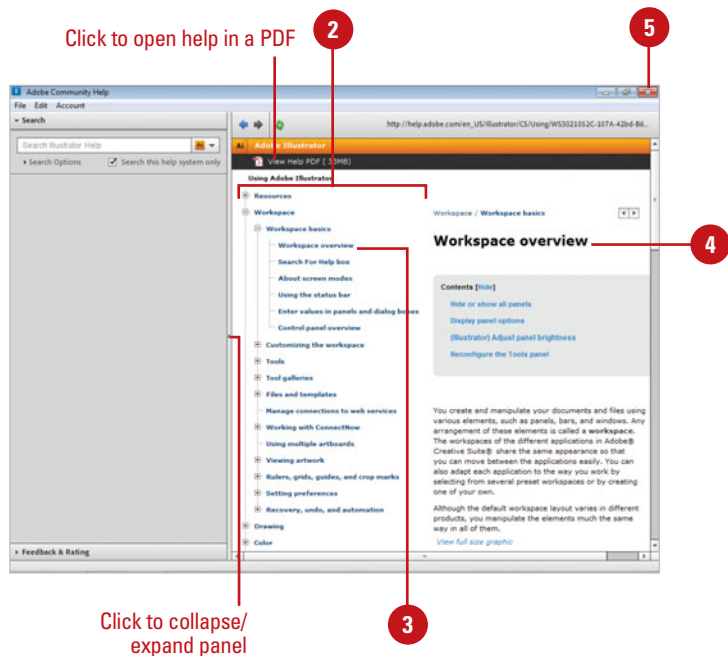 Click to open help in a PDF
2
5
Adobe Community Help
File Edit Account
Search
Search Illustrator Help
Ai
Search Options
Search this help system only
http://help.adobe.com/en_US/Illustrator/CS/Using/WS3021052C-107A-42bd-B6...
Ai Adobe Illustrator
View Help PDF ( 13MB)
Using Adobe Illustrator
Resources
Workspace
Workspace basics
Workspace overview
Search For Help box
About screen modes
Using the status bar
Enter values in panels and dialog boxes
Control panel overview
Customizing the workspace
Tools
Tool galleries
Files and templates
Manage connections to web services
Working with ConnectNow
Using multiple artboards
Viewing artwork
Rulers, grids, guides, and crop marks
Setting preferences
Recovery, undo, and automation
Drawing
Color
Workspace / Workspace basics
Workspace overview
4
Contents [Hide]
Hide or show all panels
Display panel options
(Illustrator) Adjust panel brightness
Reconfigure the Tools panel
You create and manipulate your documents and files using
various elements, such as panels, bars, and windows. Any
arrangement of these elements is called a workspace.
The workspaces of the different applications in Adobe®
Creative Suite® share the same appearance so that
you can move between the applications easily. You can
also adapt each application to the way you work by
selecting from several preset workspaces or by creating
one of your own.
Although the default workspace layout varies in different
products, you manipulate the elements much the same
way in all of them.
View full size graphic
Feedback & Rating
Click to collapse/
expand panel
3